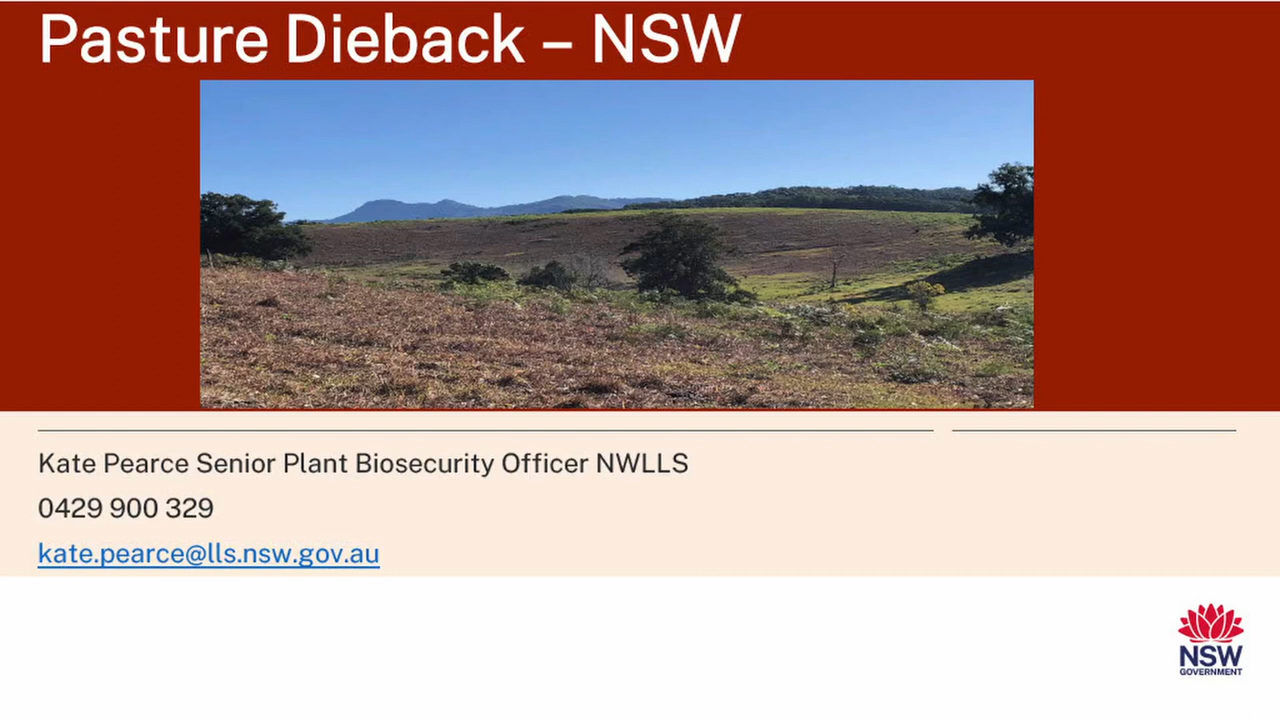 Pasture Dieback – NSW
Kate Pearce Senior Plant Biosecurity Officer NWLLS
0429 900 329
kate.pearce@lls.nsw.gov.au
NSW
GOVERNMENT